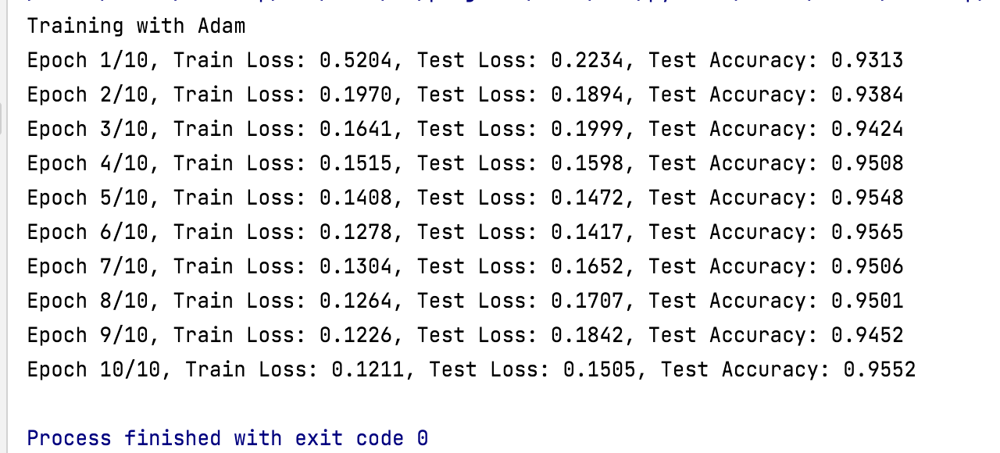 Training with Adam
Epoch 1/10, Train Loss: 0.5204, Test Loss: 0.2234, Test Accuracy: 0.9313
Epoch 2/10, Train Loss: 0.1970, Test Loss: 0.1894, Test Accuracy: 0.9384
Epoch 3/10, Train Loss: 0.1641, Test Loss: 0.1999, Test Accuracy: 0.9424
Epoch 4/10, Train Loss: 0.1515, Test Loss: 0.1598, Test Accuracy: 0.9508
Epoch 5/10, Train Loss: 0.1408, Test Loss: 0.1472, Test Accuracy: 0.9548
Epoch 6/10, Train Loss: 0.1278, Test Loss: 0.1417, Test Accuracy: 0.9565
Epoch 7/10, Train Loss: 0.1304, Test Loss: 0.1652, Test Accuracy: 0.9506
Epoch 8/10, Train Loss: 0.1264, Test Loss: 0.1707, Test Accuracy: 0.9501
Epoch 9/10, Train Loss: 0.1226, Test Loss: 0.1842, Test Accuracy: 0.9452
Epoch 10/10, Train Loss: 0.1211, Test Loss: 0.1505, Test Accuracy: 0.9552
Process finished with exit code 0